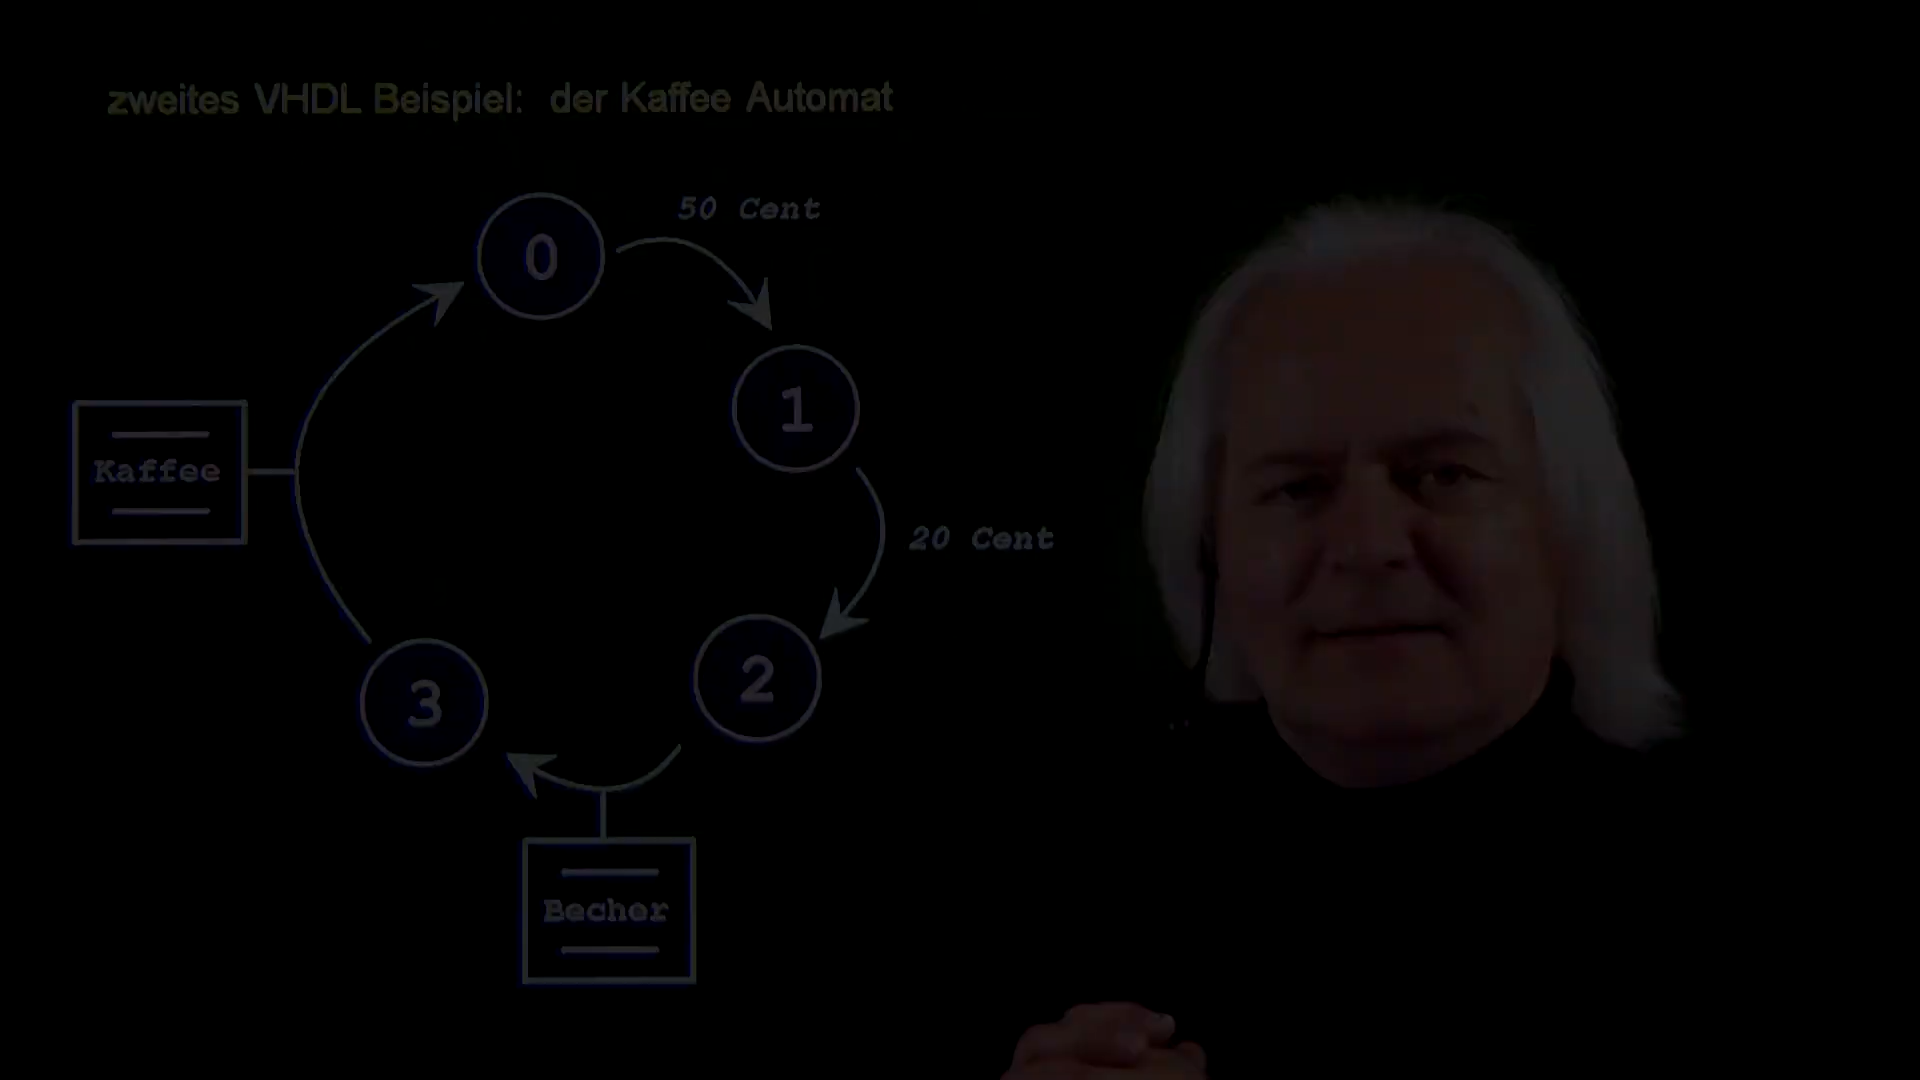 zweites VHDL Beispiel: der Kaffee Automat
50 Cent
0
1
Kaffee
20 Cent
2
3
Becher